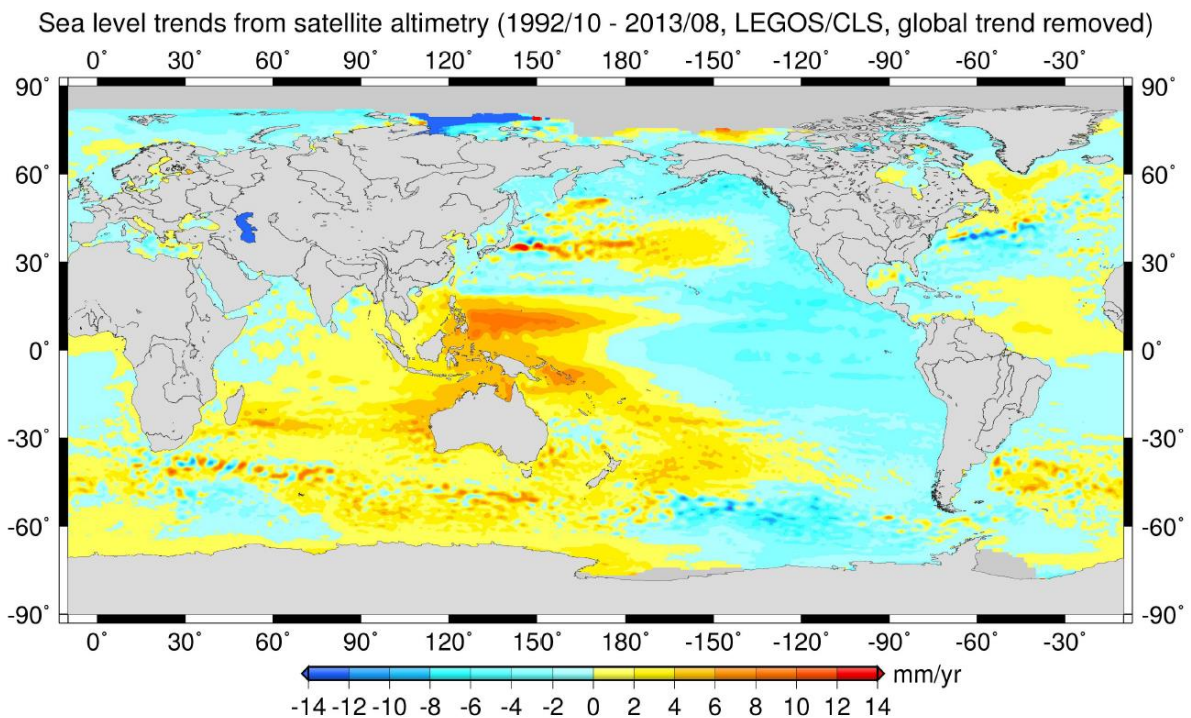 Sea level trends from satellite altimetry (1992/10 - 2013/08, LEGOS/CLS, global trend removed)
0˚ 30˚ 60˚ 90˚ 120˚ 150˚ 180˚ -150˚ -120˚ -90˚ -60˚ -30˚
90˚ 90˚
60˚ 60˚
30˚ 30˚
0˚ 0˚
-30˚ -30˚
-60˚ -60˚
-90˚ -90˚
0˚ 30˚ 60˚ 90˚ 120˚ 150˚ 180˚ -150˚ -120˚ -90˚ -60˚ -30˚
mm/yr
-14 -12 -10 -8 -6 -4 -2 0 2 4 6 8 10 12 14